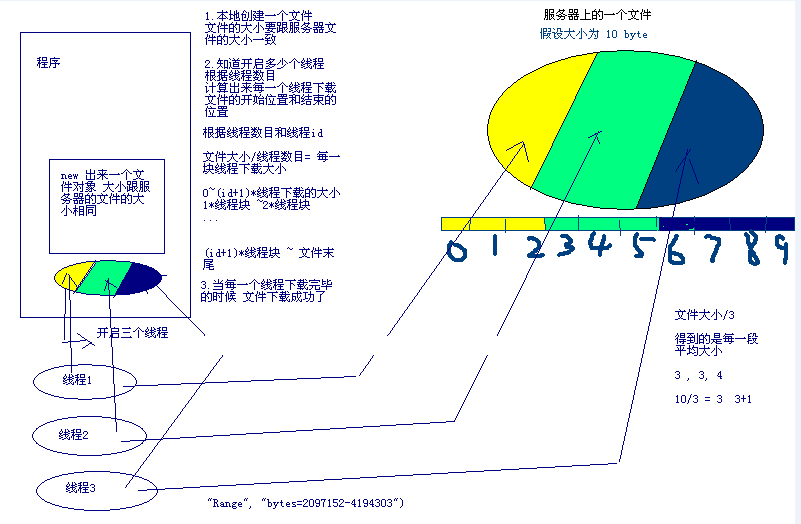 1.本地创建一个文件
文件的大小要跟服务器文
件的大小一致
2.知道开启多少个线程
根据线程数目
计算出来每一个线程下载
文件的开始位置和结束的
位置
根据线程数目和线程id
文件大小/线程数目= 每一
块线程下载大小
0~(id+1)*线程下载的大小
1*线程块 ~2*线程块
...
(id+1)*线程块 ~ 文件末
尾
3.当每一个线程下载完毕
的时候 文件下载成功了
程序
new 出来一个文
件对象 大小跟服
务器的文件的大
小相同
开启三个线程
线程1
线程2
线程3
"Range", "bytes=2097152-4194303")
服务器上的一个文件
假设大小为 10 byte
0 1 2 3 4 5 6 7 8 9
文件大小/3
得到的是每一段
平均大小
3 , 3, 4
10/3 = 3 3+1